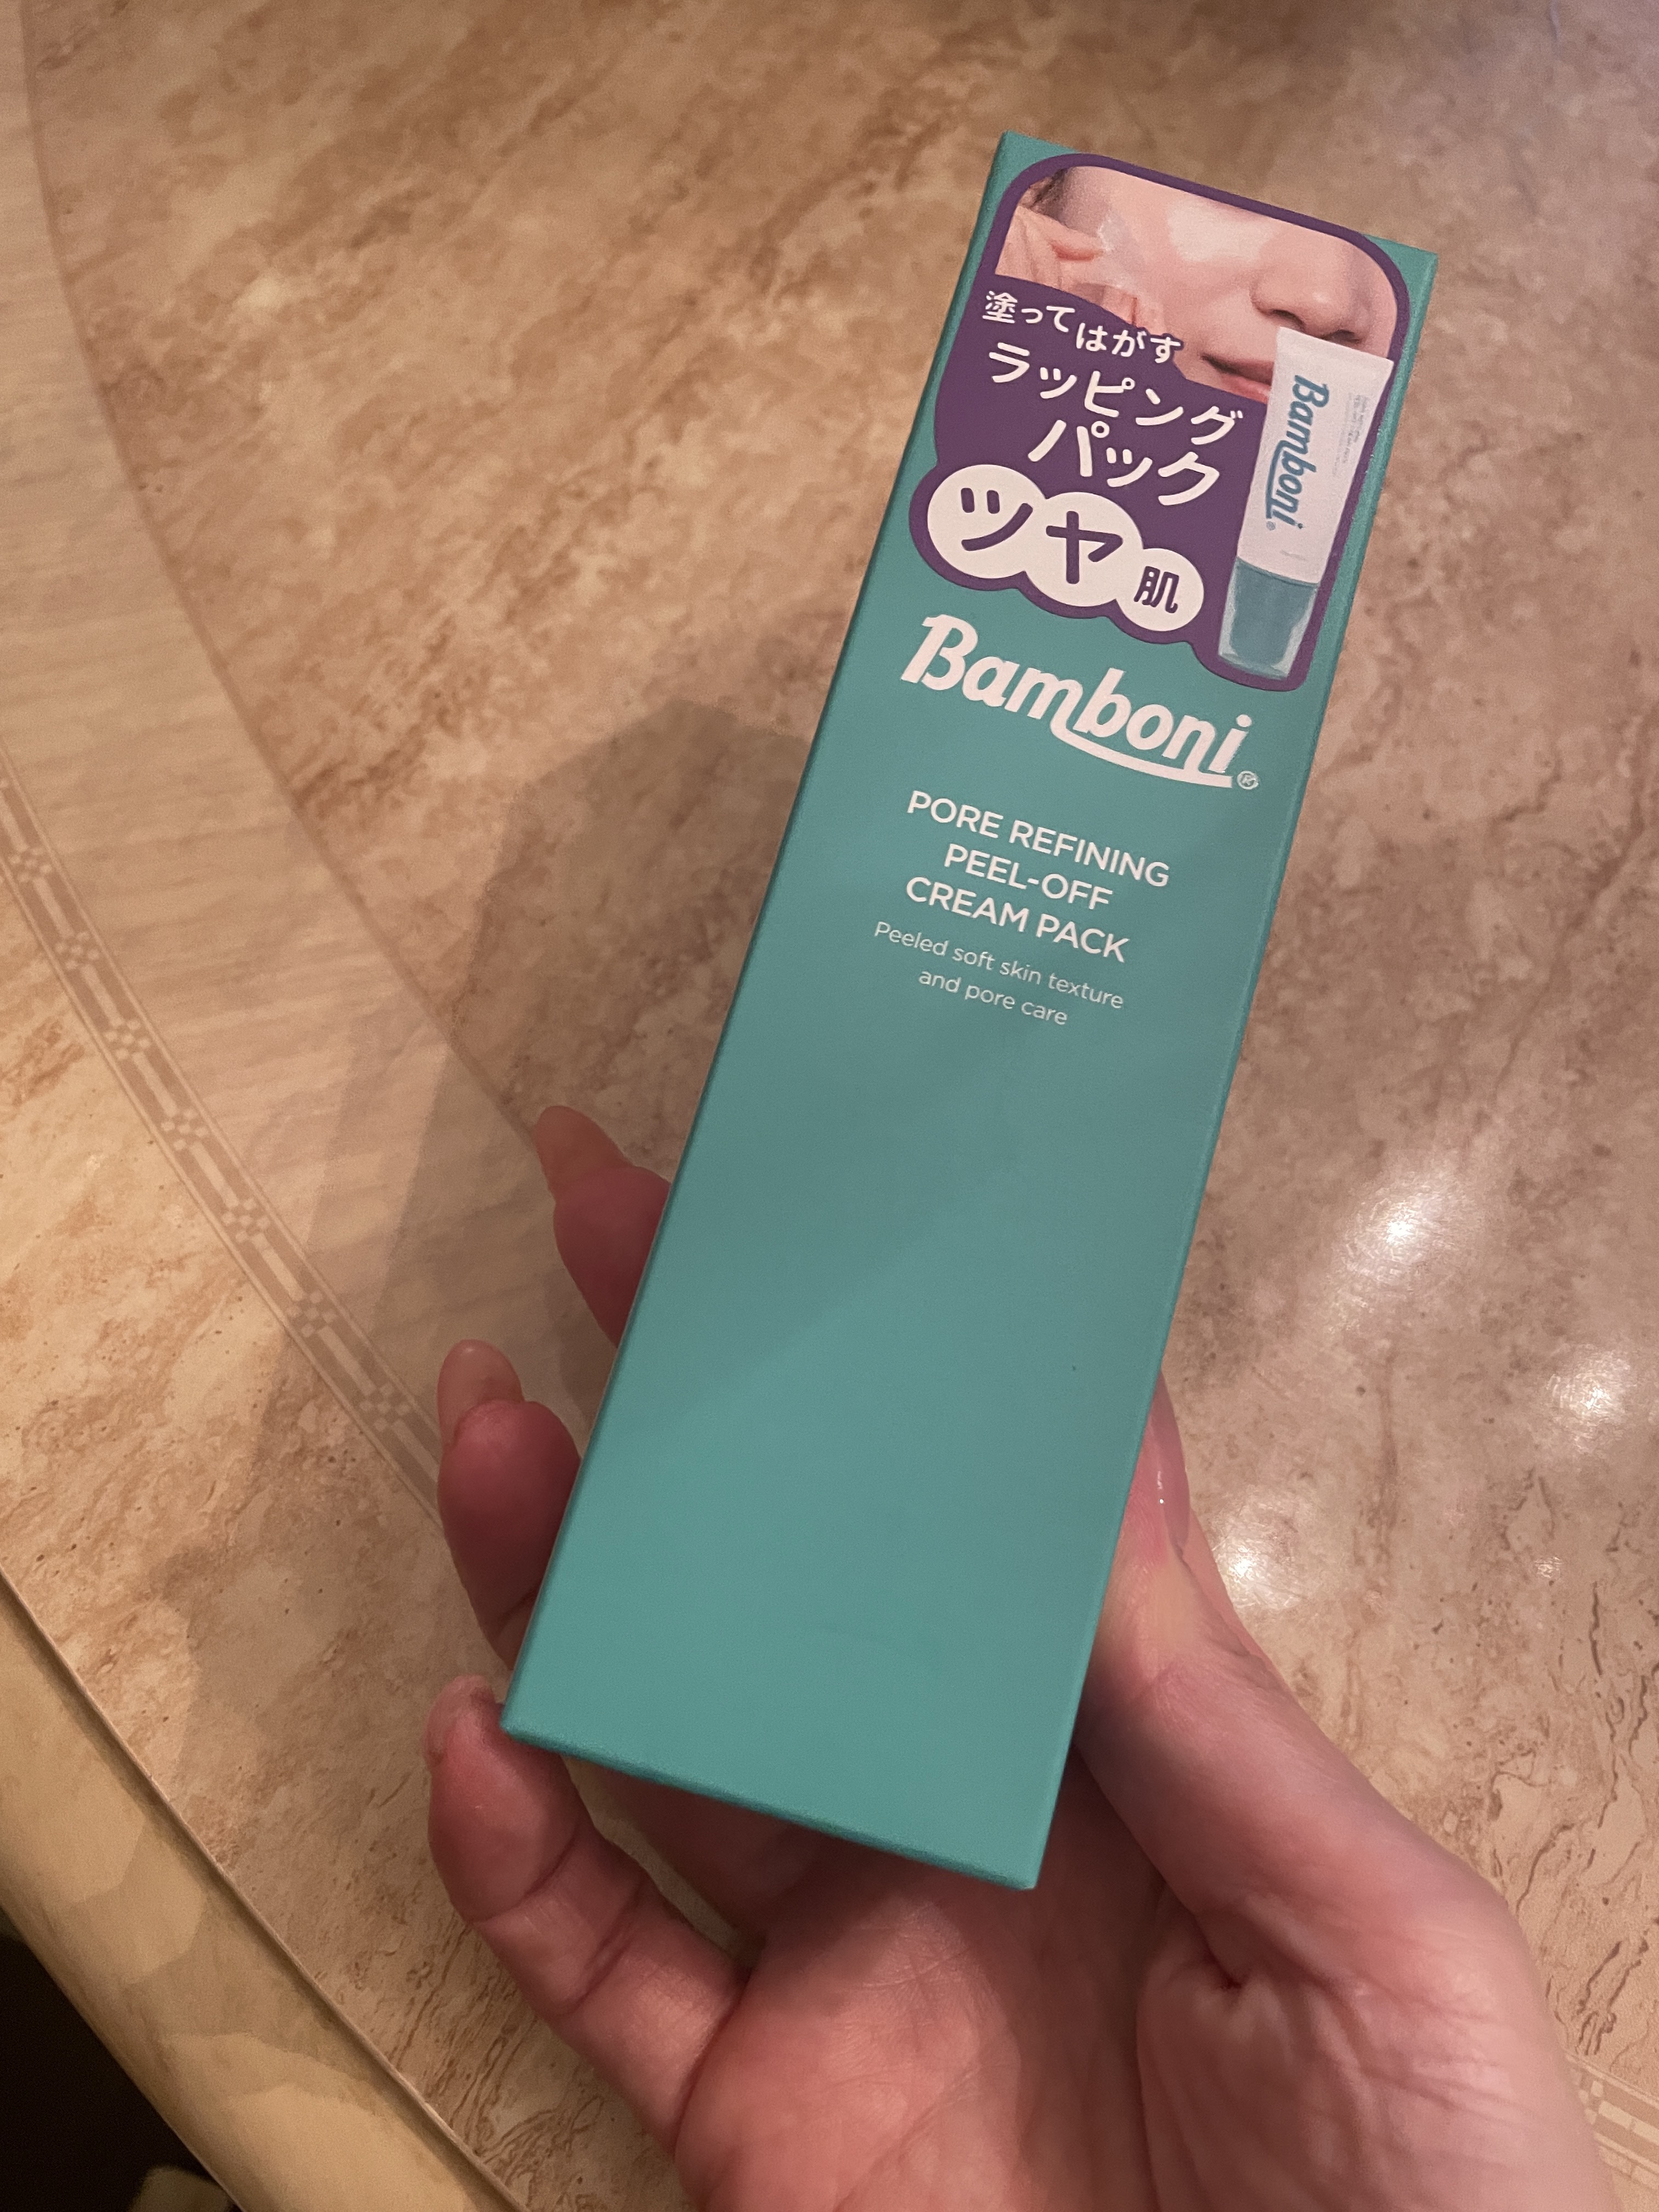 塗ってはがす
ラッピング
パック
ツヤ肌
Bamboni®
Bamboni®
PORE REFINING
PEEL-OFF
CREAM PACK
Peeled soft skin texture
and pore care